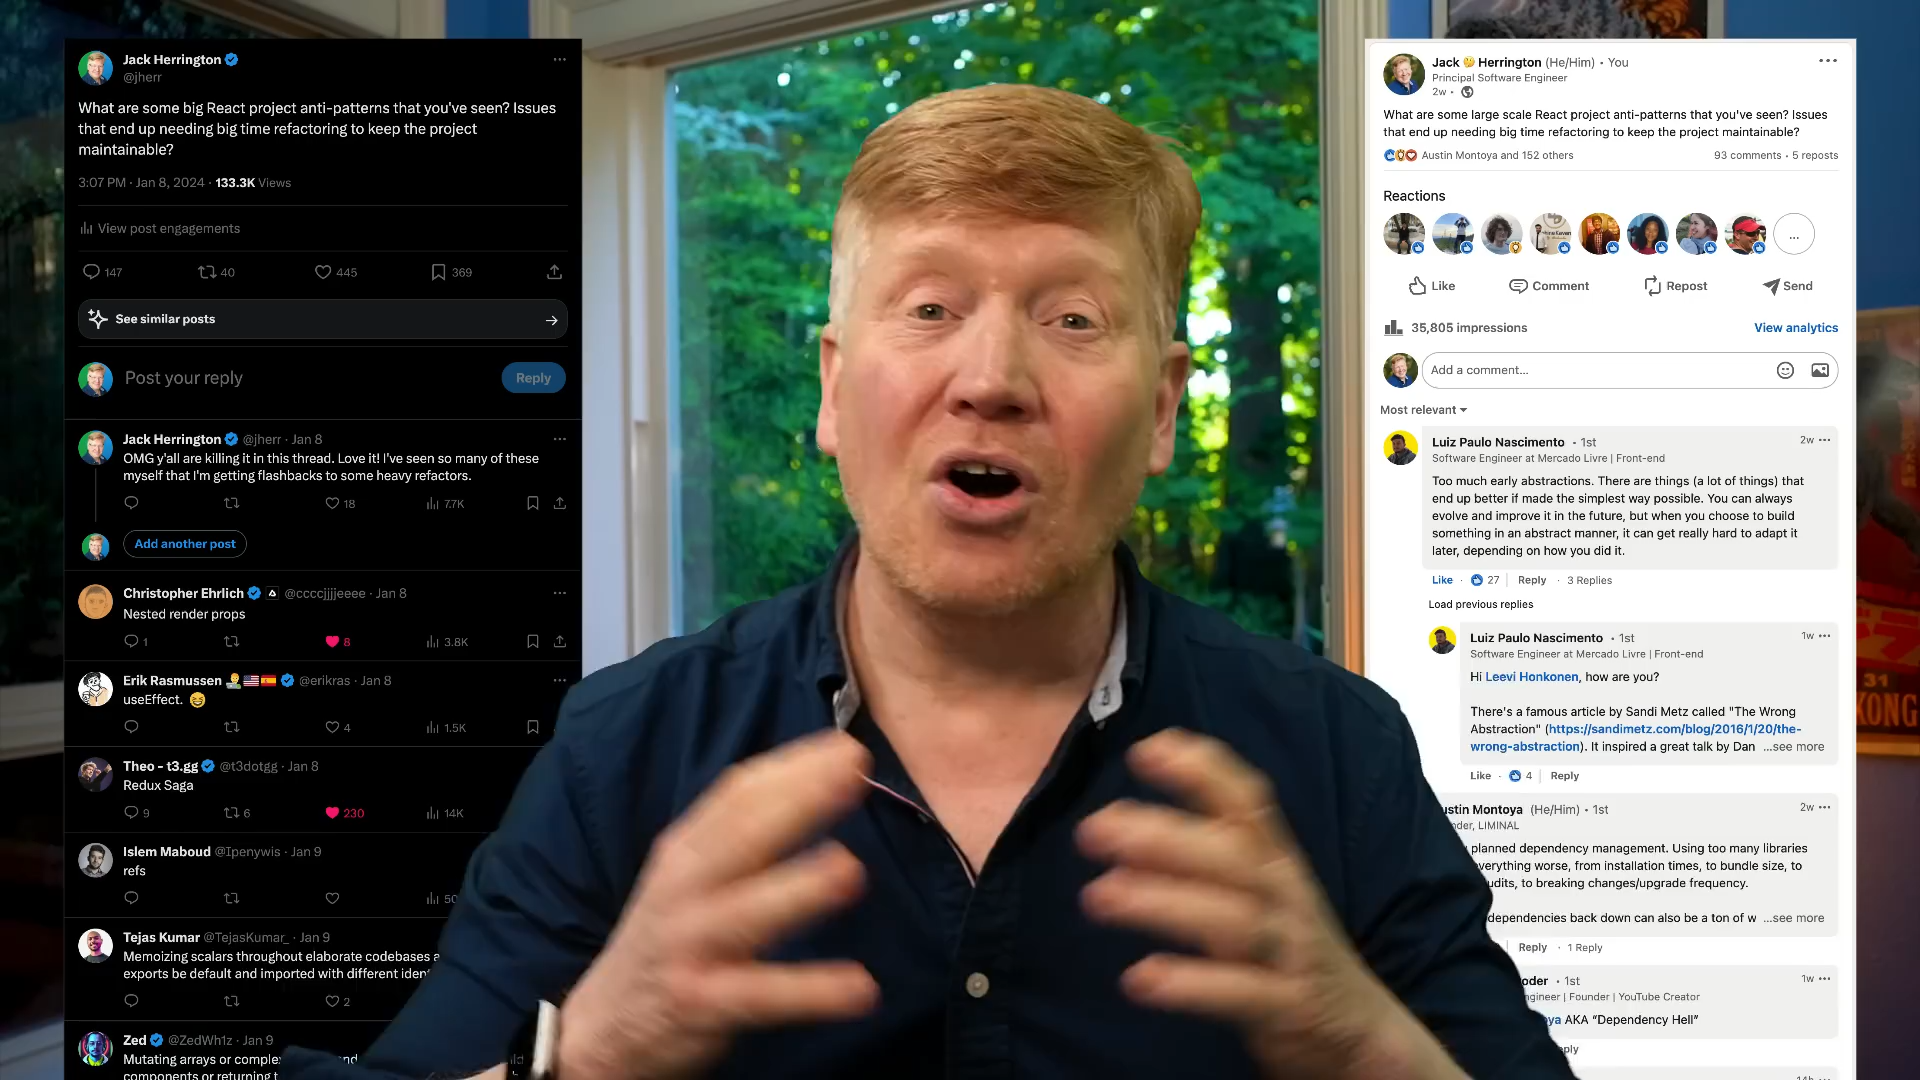 Jack Herrington
@jherr
What are some big React project anti-patterns that you've seen? Issues
that end up needing big time refactoring to keep the project
maintainable?
3:07 PM · Jan 8, 2024 · 133.3K Views
View post engagements
147 40 445 369
See similar posts
Post your reply
Reply
Jack Herrington @jherr · Jan 8
OMG y'all are killing it in this thread. Love it! I've seen so many of these
myself that I'm getting flashbacks to some heavy refactors.
18 7.7K
Add another post
Christopher Ehrlich @ccccjjjjeeee · Jan 8
Nested render props
1 8 3.8K
Erik Rasmussen @erikras · Jan 8
useEffect. 😆
4 1.5K
Theo - t3.gg @t3dotgg · Jan 8
Redux Saga
9 6 230 14K
Islem Maboud @Ipenywis · Jan 9
refs
50
Tejas Kumar @TejasKumar_ · Jan 9
Memoizing scalars throughout elaborate codebases
exports be default and imported with different
2
Zed @ZedWh1z · Jan 9
Mutating arrays or
components or returning
Jack 🤔 Herrington (He/Him) • You
Principal Software Engineer
2w •
What are some large scale React project anti-patterns that you've seen? Issues
that end up needing big time refactoring to keep the project maintainable?
Austin Montoya and 152 others 93 comments • 5 reposts
Reactions
...
Like Comment Repost Send
35,805 impressions View analytics
Add a comment...
Most relevant
Luiz Paulo Nascimento • 1st 2w
Software Engineer at Mercado Livre | Front-end
Too much early abstractions. There are things (a lot of things) that
end up better if made the simplest way possible. You can always
evolve and improve it in the future, but when you choose to build
something in an abstract manner, it can get really hard to adapt it
later, depending on how you did it.
Like · 27 | Reply · 3 Replies
Load previous replies
Luiz Paulo Nascimento • 1st 1w
Software Engineer at Mercado Livre | Front-end
Hi Leevi Honkonen, how are you?
There's a famous article by Sandi Metz called "The Wrong
Abstraction" (https://sandimetz.com/blog/2016/1/20/the-
wrong-abstraction). It inspired a great talk by Dan ...see more
Like · 4 | Reply
ustin Montoya (He/Him) • 1st 2w
nder, LIMINAL
planned dependency management. Using too many libraries
verything worse, from installation times, to bundle size, to
udits, to breaking changes/upgrade frequency.
dependencies back down can also be a ton of w ...see more
Reply · 1 Reply
oder • 1st 1w
ngineer | Founder | YouTube Creator
oya AKA “Dependency Hell”
eply
14h
31
KONG